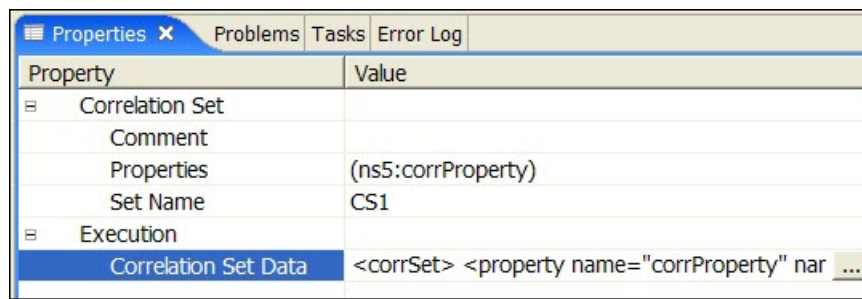 Properties Problems Tasks Error Log
Property Value
Correlation Set
Comment
Properties (ns5:corrProperty)
Set Name CS1
Execution
Correlation Set Data <corrSet> <property name="corrProperty" nar ...